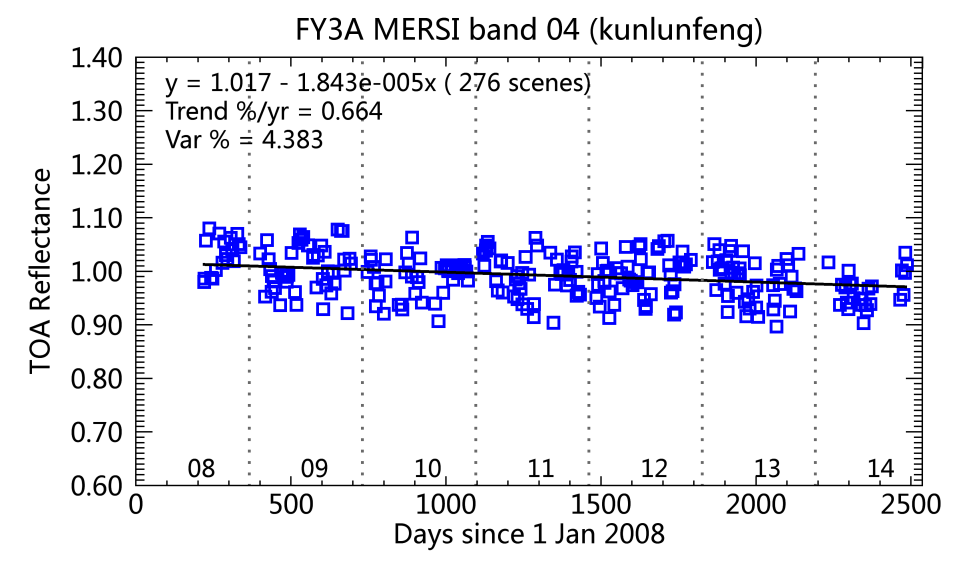 FY3A MERSI band 04 (kunlunfeng)
y = 1.017 - 1.843e-005x ( 276 scenes)
Trend %/yr = 0.664
Var % = 4.383
TOA Reflectance
1.40
1.30
1.20
1.10
1.00
0.90
0.80
0.70
0.60
08 09 10 11 12 13 14
0 500 1000 1500 2000 2500
Days since 1 Jan 2008